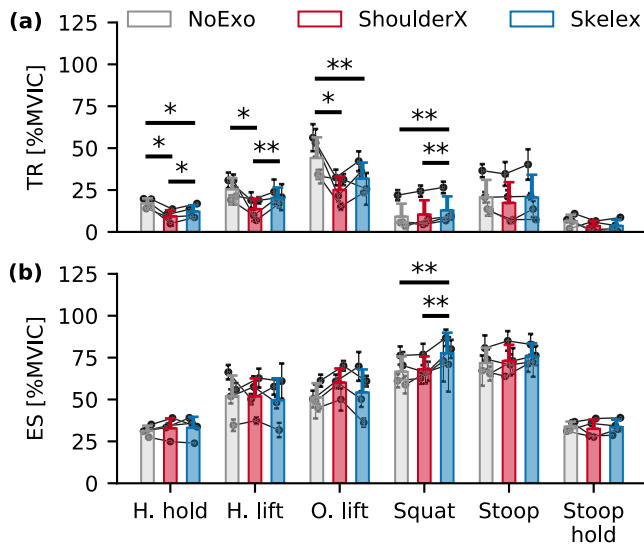 (a) NoExo ShoulderX Skelex
125
100
75
50
25
0
TR [%MVIC]
* * *
* **
** *
** **
(b)
125
100
75
50
25
0
ES [%MVIC]
** **
H. hold H. lift O. lift Squat Stoop Stoop
hold